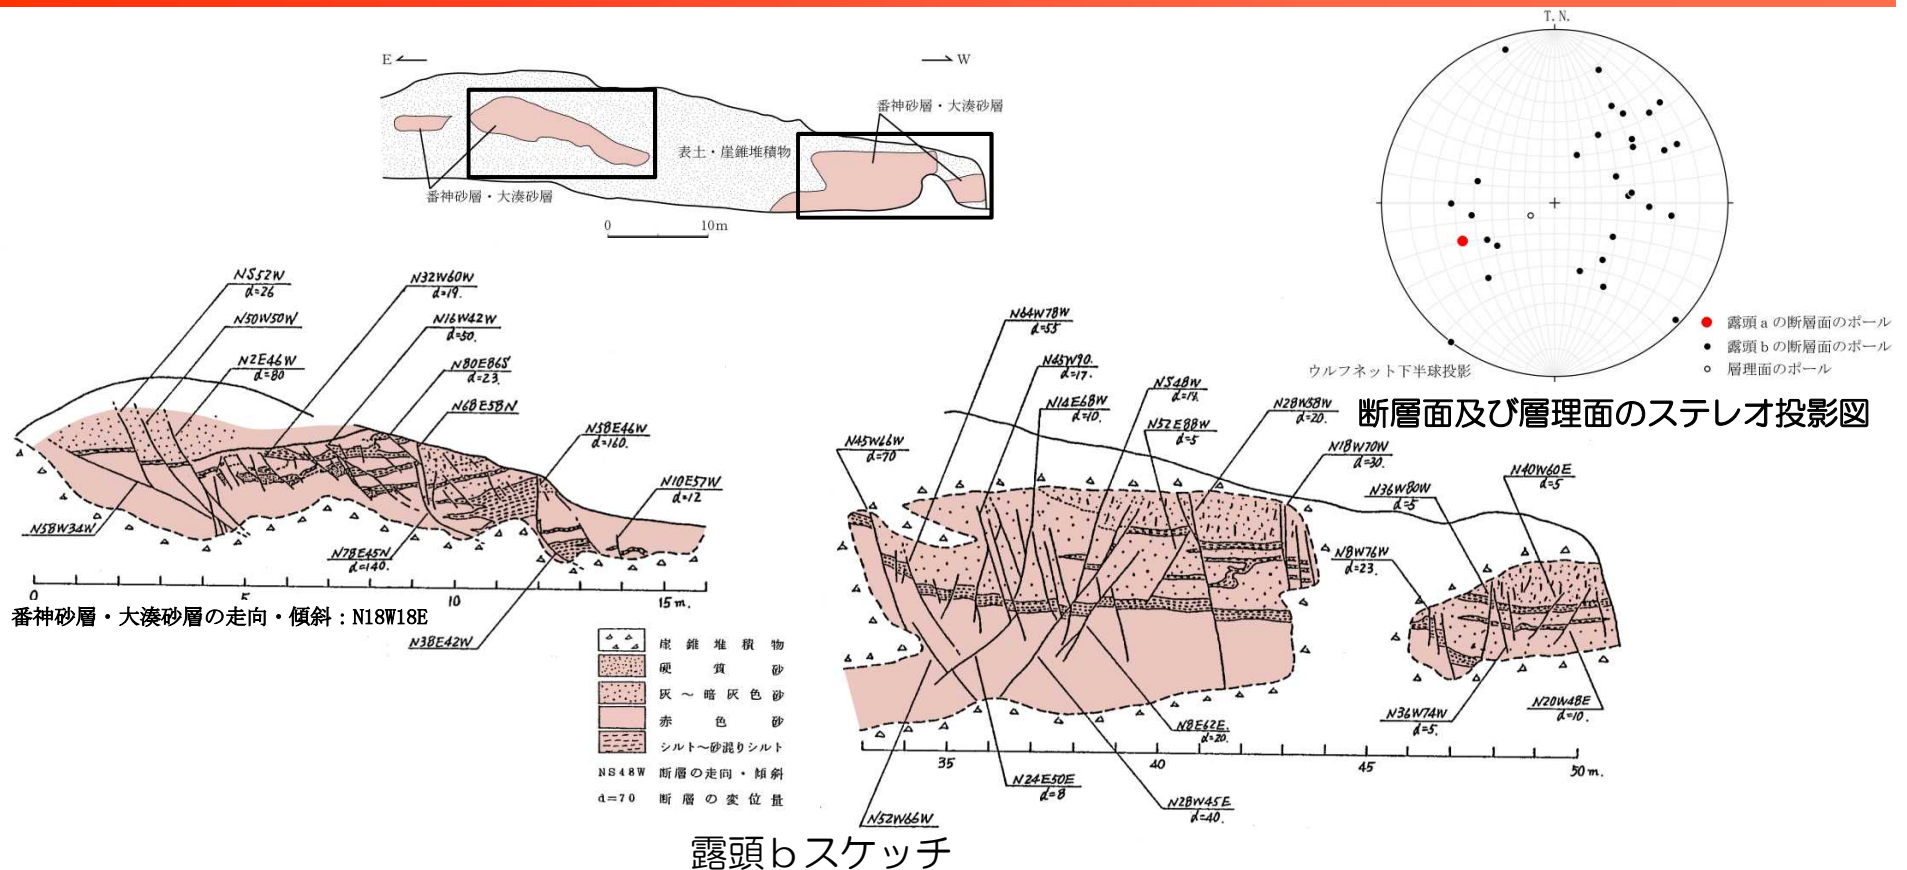 E
W
番神砂層・大湊砂層
表土・崖錐堆積物
番神砂層・大湊砂層
0 10m
T. N.
露頭 a の断層面のポール
露頭 b の断層面のポール
層理面のポール
ウルフネット下半球投影
断層面及び層理面のステレオ投影図
NS52W
d=26
N50W50W
N2E46W
d=80
N32W60W
d=19.
N16W42W
d=50.
N80E86S
d=23.
N68E58N
N58E46W
d=160.
N10E57W
d=12
N58W34W
N78E45N
d=140.
N38E42W
0 5 10 15 m.
番神砂層・大湊砂層の走向・傾斜：N18W18E
崖錐堆積物
硬質砂
灰～暗灰色砂
赤色砂
シルト～砂混りシルト
NS48W 断層の走向・傾斜
d=70 断層の変位量
N64W78W
d=55
N45W90.
d=17.
N14E68W
d=10.
NS48W
d=14.
N52E88W
d=5
N28W58W
d=20.
N45W66W
d=70
N18W70W
d=30.
N36W80W
d=5
N40W60E
d=5
N8W76W
d=23.
N36W74W
d=5.
N20W48E
d=10.
N8E62E.
d=20.
N24E50E
d=8
N28W45E
d=40.
N52W66W
35 40 45 50 m.
露頭ｂスケッチ